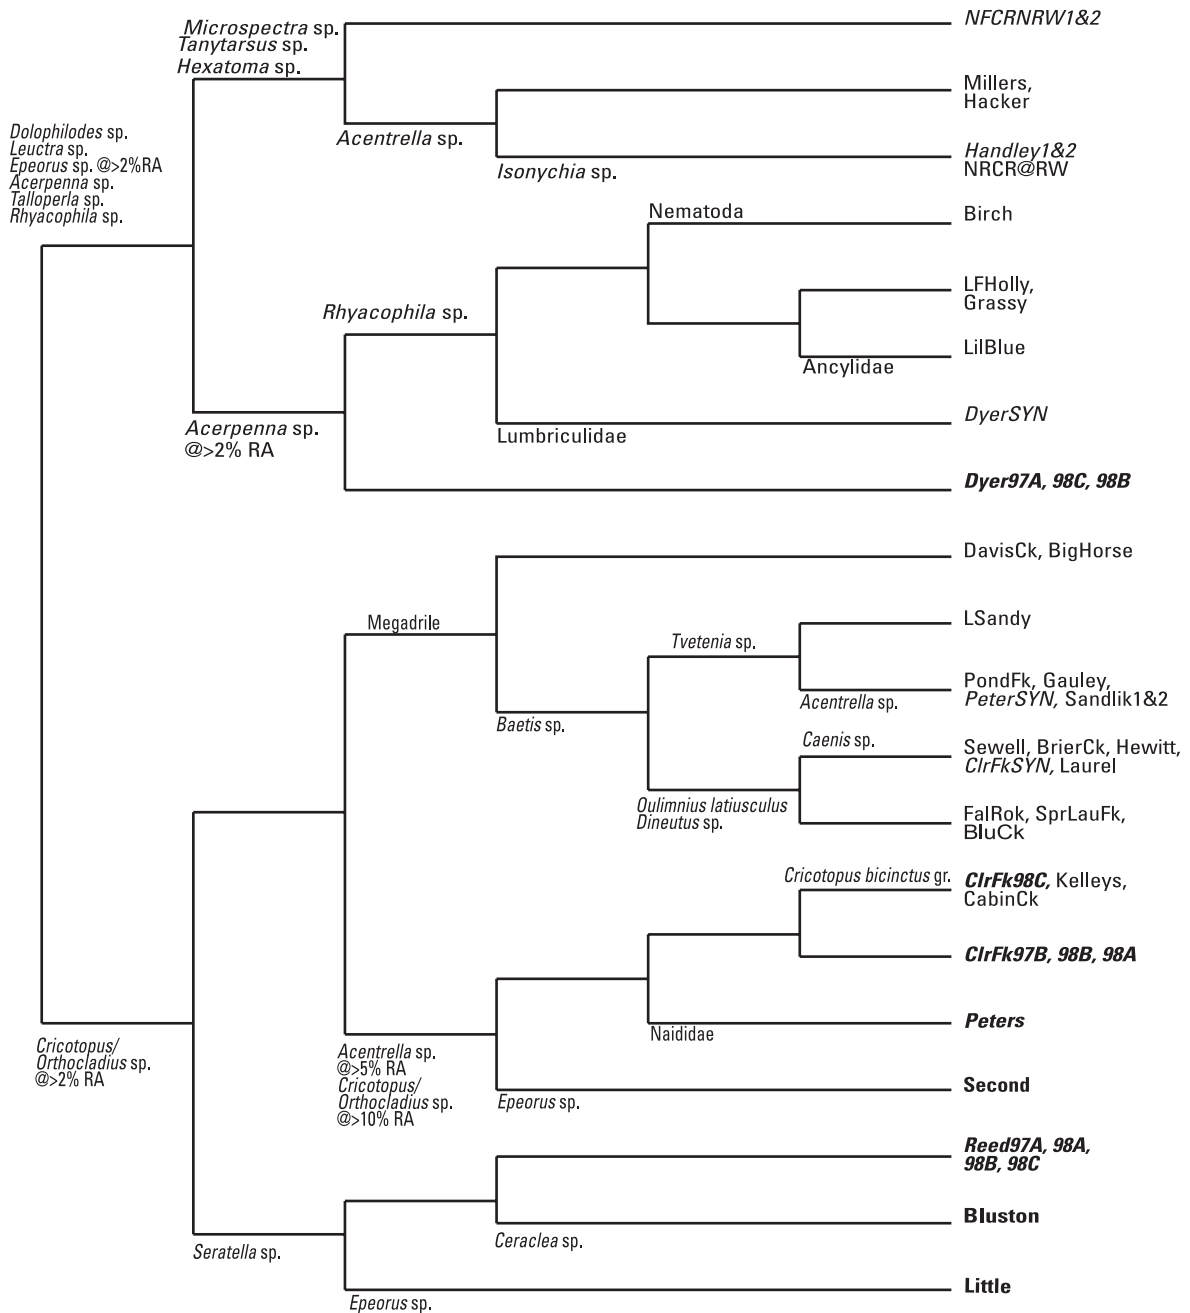 Microspectra sp.
Tanytarsus sp.
Hexatoma sp.
NFCRNRW1&2
Millers,
Hacker
Acentrella sp.
Isonychia sp.
Handley1&2
NRCR@RW
Dolophilodes sp.
Leuctra sp.
Epeorus sp. @>2%RA
Acerpenna sp.
Talloperla sp.
Rhyacophila sp.
Nematoda
Birch
LFHolly,
Grassy
Rhyacophila sp.
LilBlue
Ancylidae
Acerpenna sp.
@>2% RA
Lumbriculidae
DyerSYN
Dyer97A, 98C, 98B
DavisCk, BigHorse
Megadrile
LSandy
Tvetenia sp.
PondFk, Gauley,
PeterSYN, Sandlik1&2
Acentrella sp.
Baetis sp.
Caenis sp.
Sewell, BrierCk, Hewitt,
ClrFkSYN, Laurel
Oulimnius latiusculus
Dineutus sp.
FalRok, SprLauFk,
BluCk
Cricotopus bicinctus gr.
ClrFk98C, Kelleys,
CabinCk
ClrFk97B, 98B, 98A
Peters
Naididae
Cricotopus/
Orthocladius sp.
@>2% RA
Acentrella sp.
@>5% RA
Cricotopus/
Orthocladius sp.
@>10% RA
Second
Epeorus sp.
Reed97A, 98A,
98B, 98C
Bluston
Ceraclea sp.
Seratella sp.
Little
Epeorus sp.